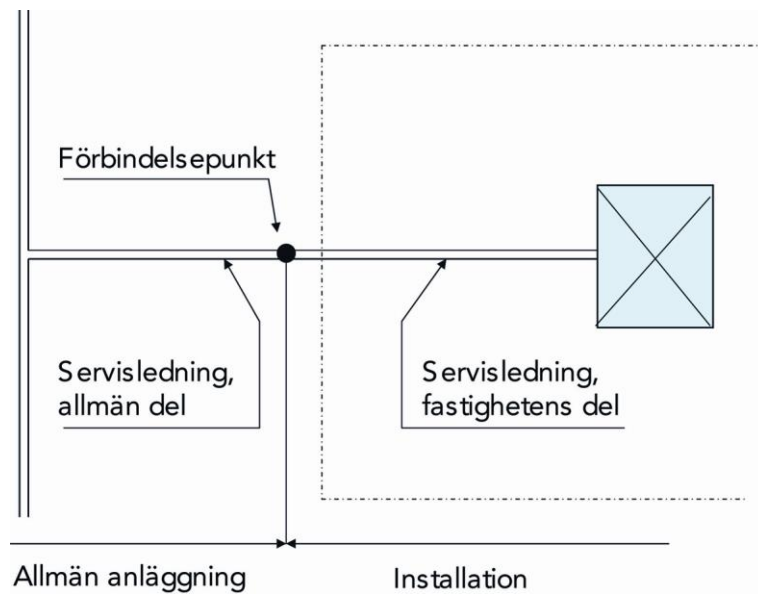 Förbindelsepunkt
Servisledning,
allmän del
Servisledning,
fastighetens del
Allmän anläggning
Installation